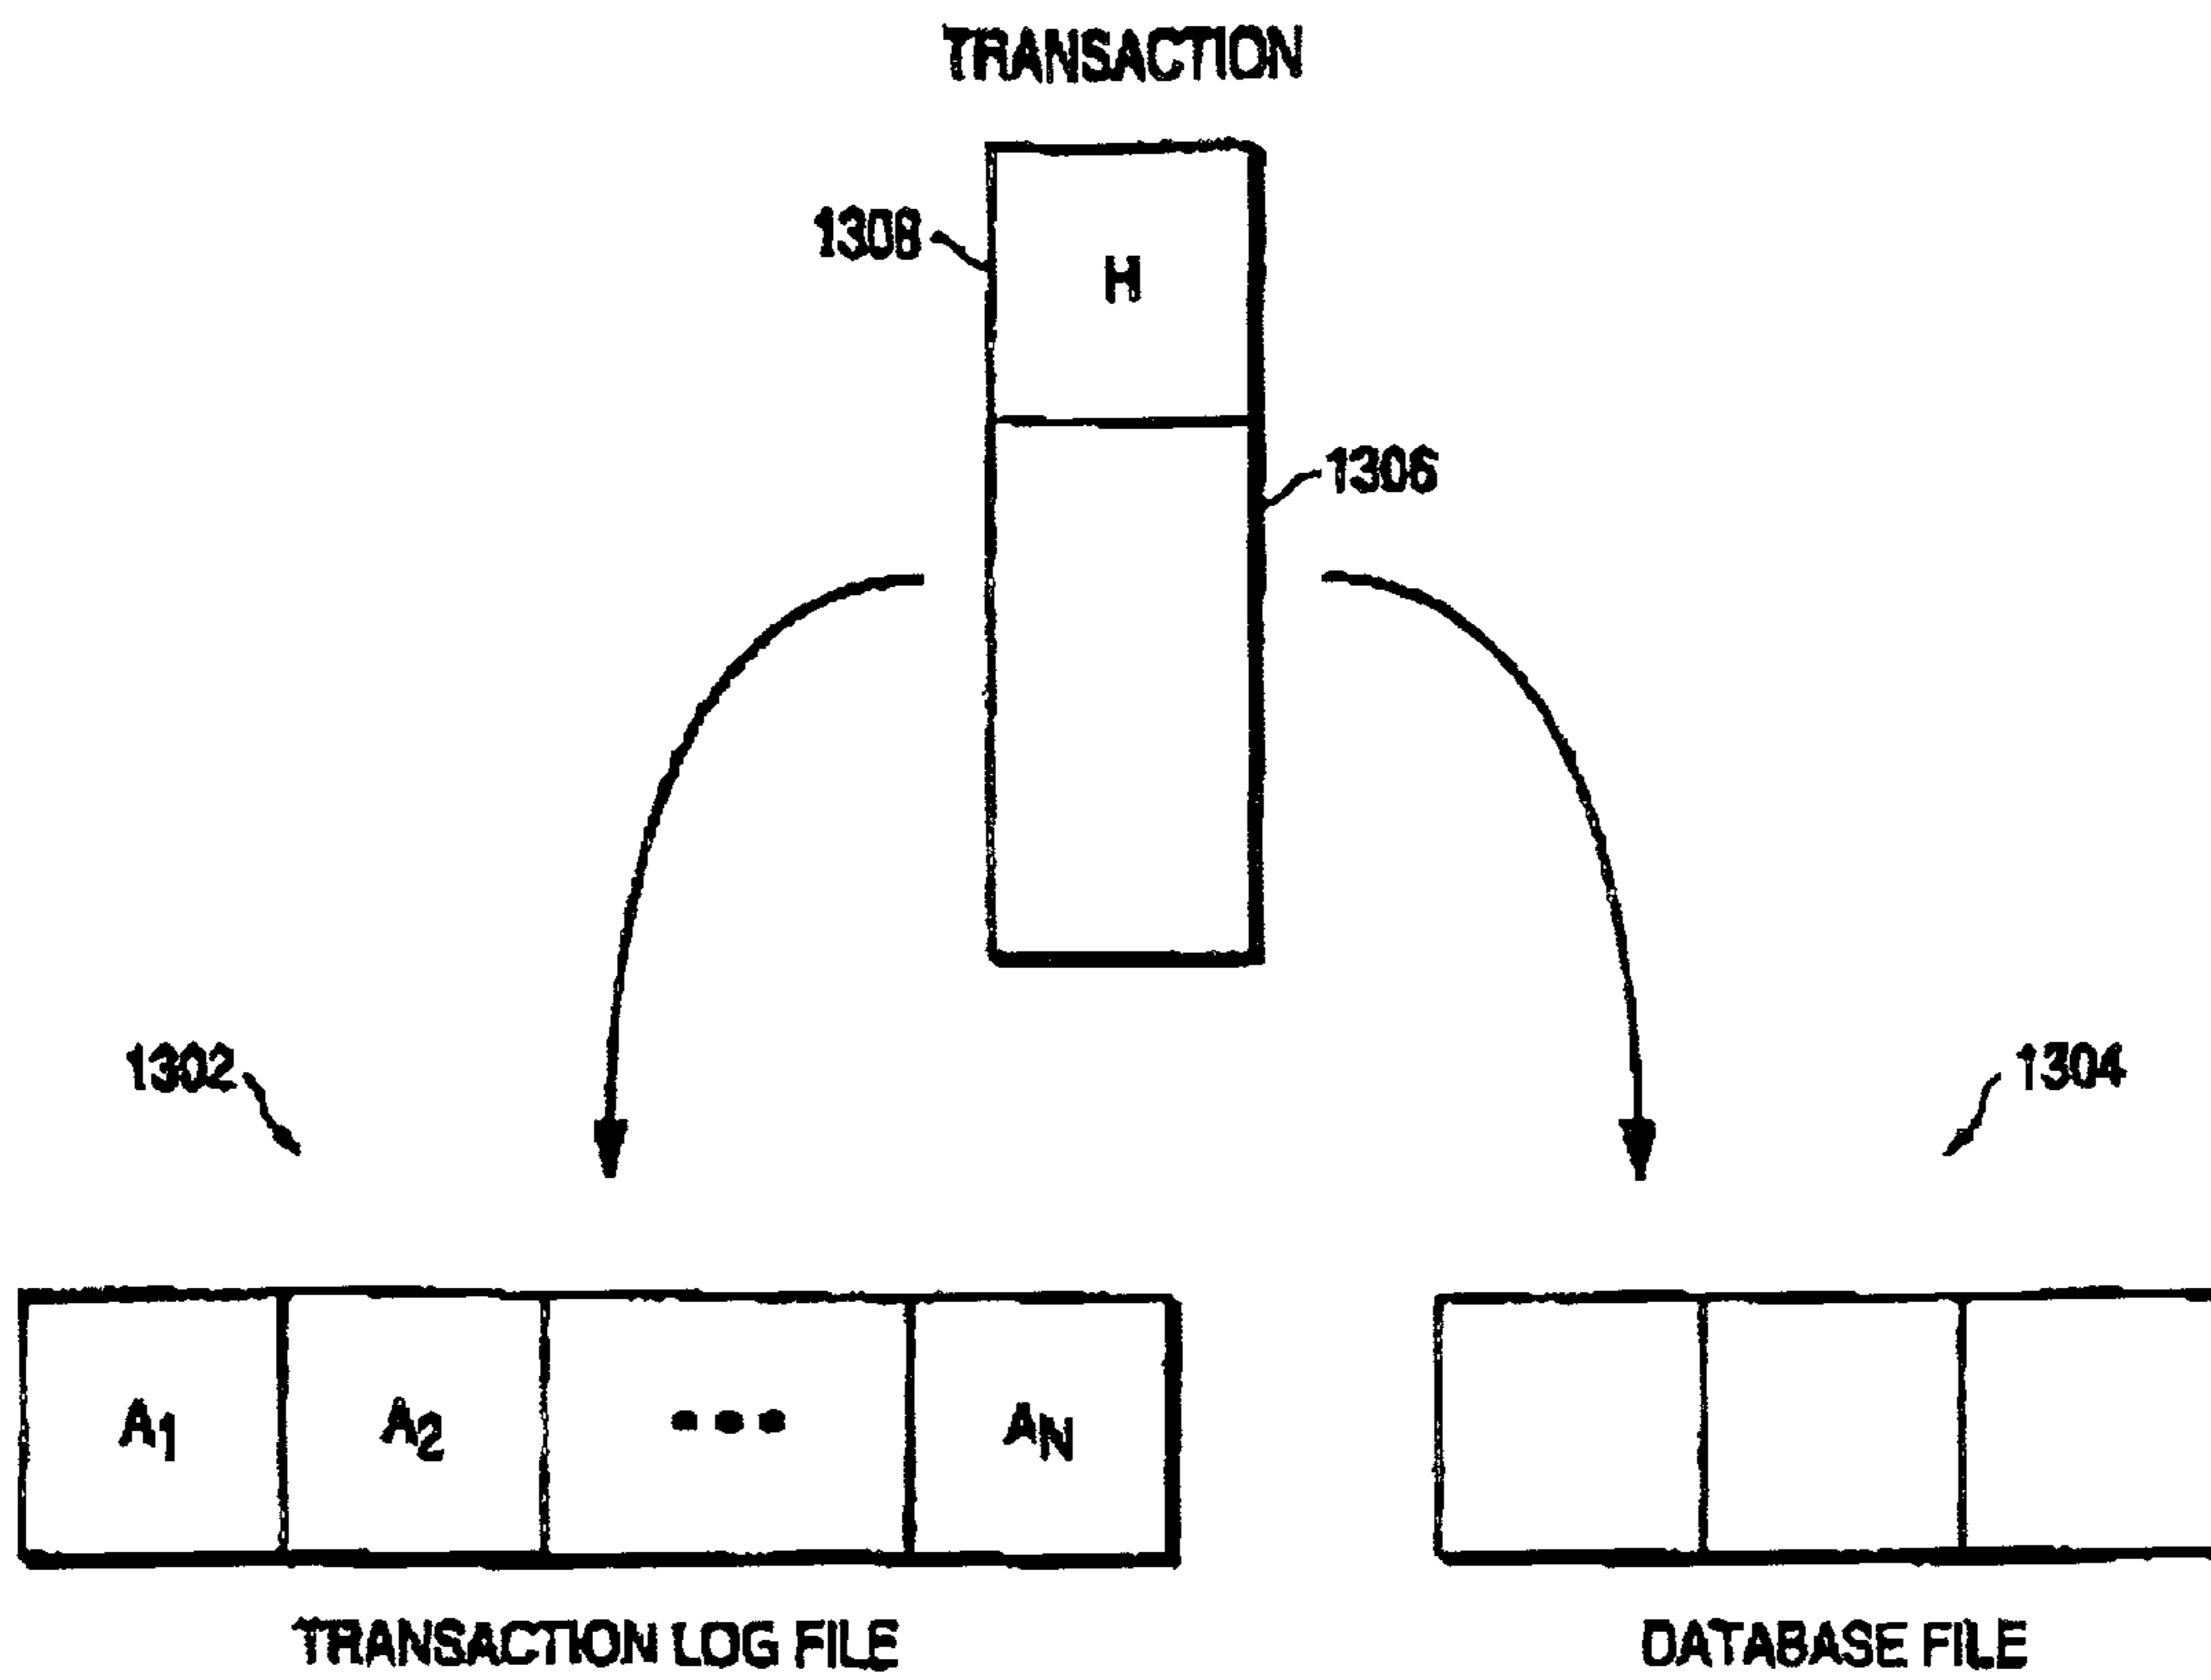 TRANSACTION
1308
H
1306
1302
1304
A1
A2
•••
AN
TRANSACTION LOG FILE
DATABASE FILE